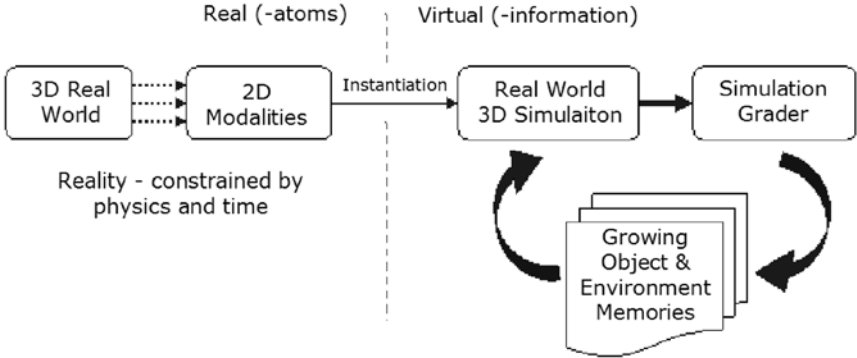 Real (-atoms)
Virtual (-information)
3D Real
World
2D
Modalities
Instantiation
Real World
3D Simulaiton
Simulation
Grader
Reality - constrained by
physics and time
Growing
Object &
Environment
Memories